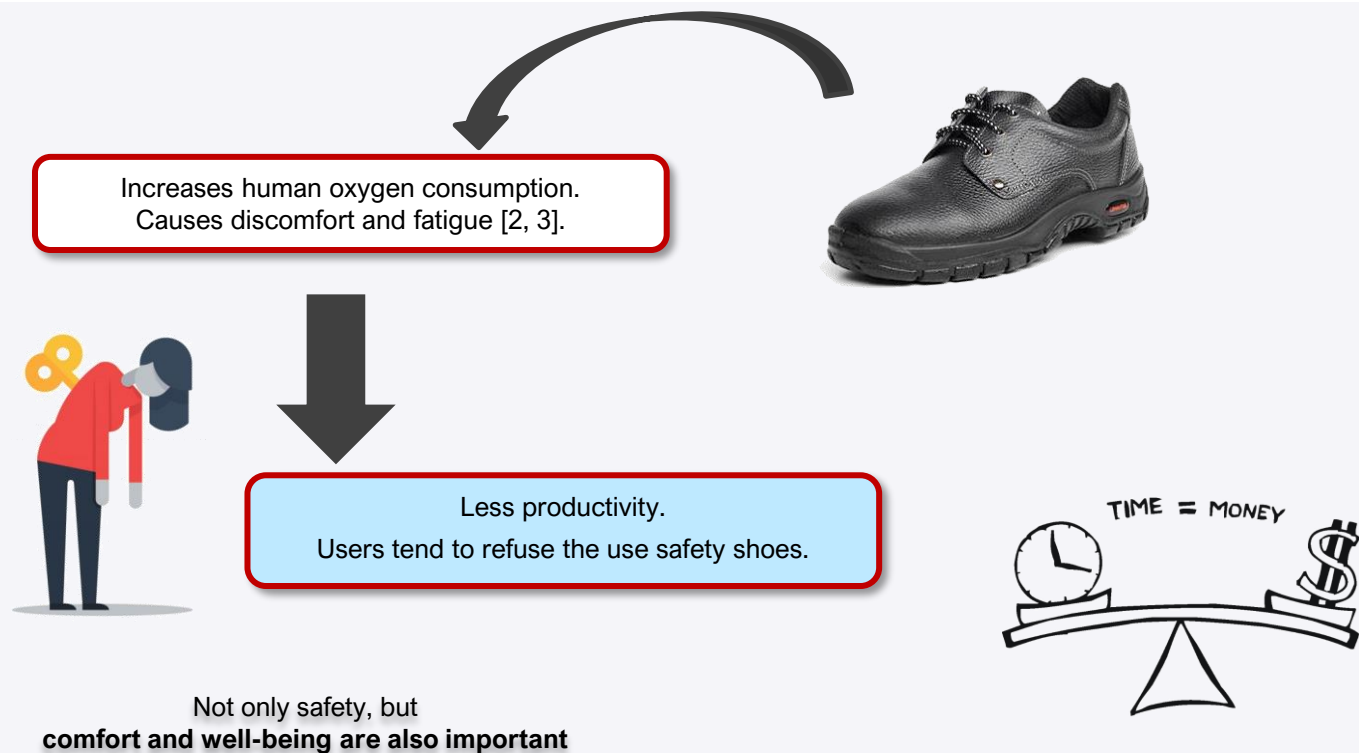 Increases human oxygen consumption.
Causes discomfort and fatigue [2, 3].
Less productivity.
Users tend to refuse the use safety shoes.
TIME = MONEY
$
Not only safety, but
comfort and well-being are also important